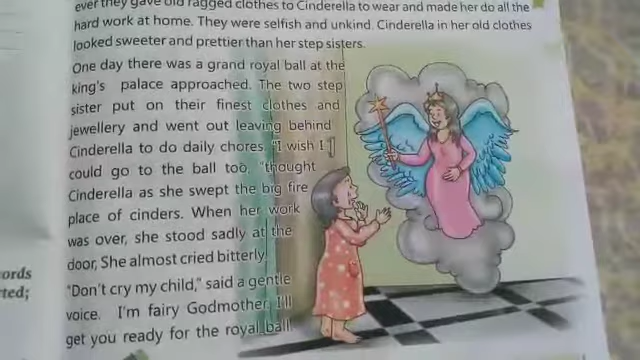 ever they gave old ragged clothes to Cinderella to wear and made her do all the
hard work at home. They were selfish and unkind. Cinderella in her old clothes
looked sweeter and prettier than her step sisters.
One day there was a grand royal ball at the
king's palace approached. The two step
sister put on their finest clothes and
jewellery and went out leaving behind
Cinderella to do daily chores. "I wish I
could go to the ball too, "thought
Cinderella as she swept the big fire
place of cinders. When her work
was over, she stood sadly at the
door, She almost cried bitterly.
"Don't cry my child," said a gentle
voice. I'm fairy Godmother, I'll
get you ready for the royal ball
ords
ted;